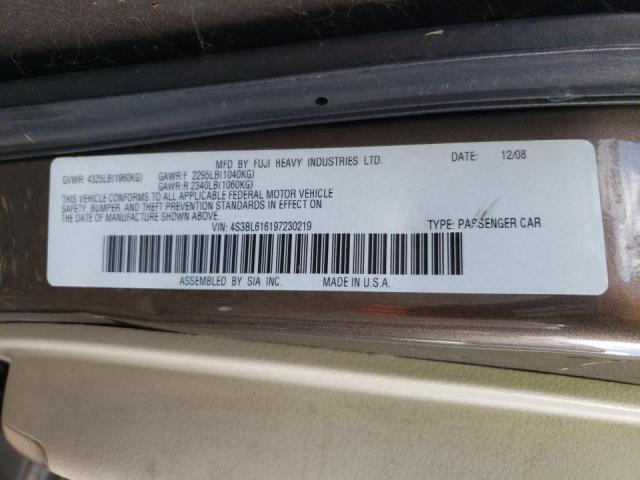 MFD BY FUJI HEAVY INDUSTRIES LTD. DATE: 12/08
GVWR: 4325LB(1960KG) GAWR:F 2295LB(1040KG)
GAWR:R 2340LB(1060KG)
THIS VEHICLE CONFORMS TO ALL APPLICABLE FEDERAL MOTOR VEHICLE
SAFETY, BUMPER, AND THEFT PREVENTION STANDARDS IN EFFECT ON
THE DATE OF MANUFACTURE SHOWN ABOVE.
VIN: 4S3BL616197230219 TYPE: PASSENGER CAR
ASSEMBLED BY SIA INC. MADE IN U.S.A.